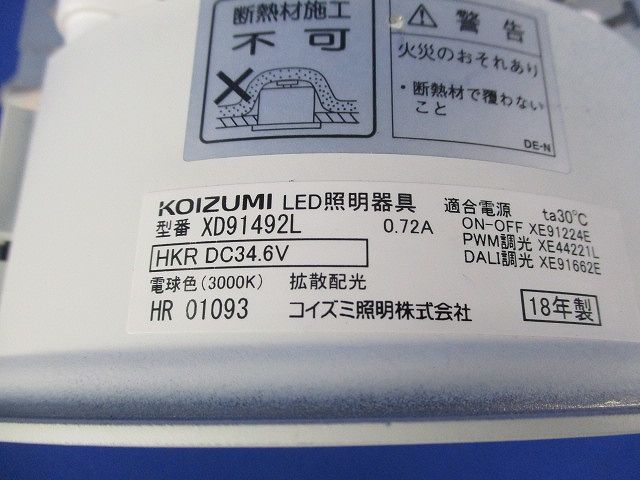 断熱材施工
不可
警告
火災のおそれあり
・断熱材で覆わない
こと
DE-N
KOIZUMI LED照明器具
型番 XD91492L 0.72A
HKR DC34.6V
電球色(3000K) 拡散配光
HR 01093 コイズミ照明株式会社
適合電源 ta30℃
ON-OFF XE91224E
PWM調光 XE44221L
DALI調光 XE91662E
18年製